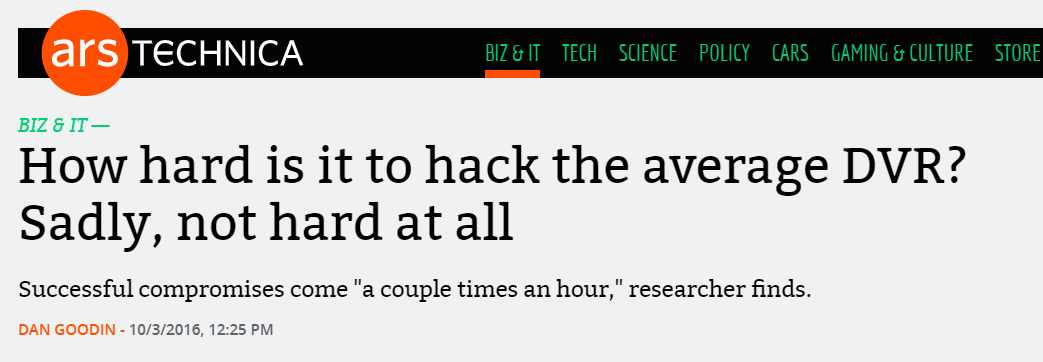 ars TECHNICA BIZ & IT TECH SCIENCE POLICY CARS GAMING & CULTURE STORE
BIZ & IT —
How hard is it to hack the average DVR?
Sadly, not hard at all
Successful compromises come "a couple times an hour," researcher finds.
DAN GOODIN - 10/3/2016, 12:25 PM